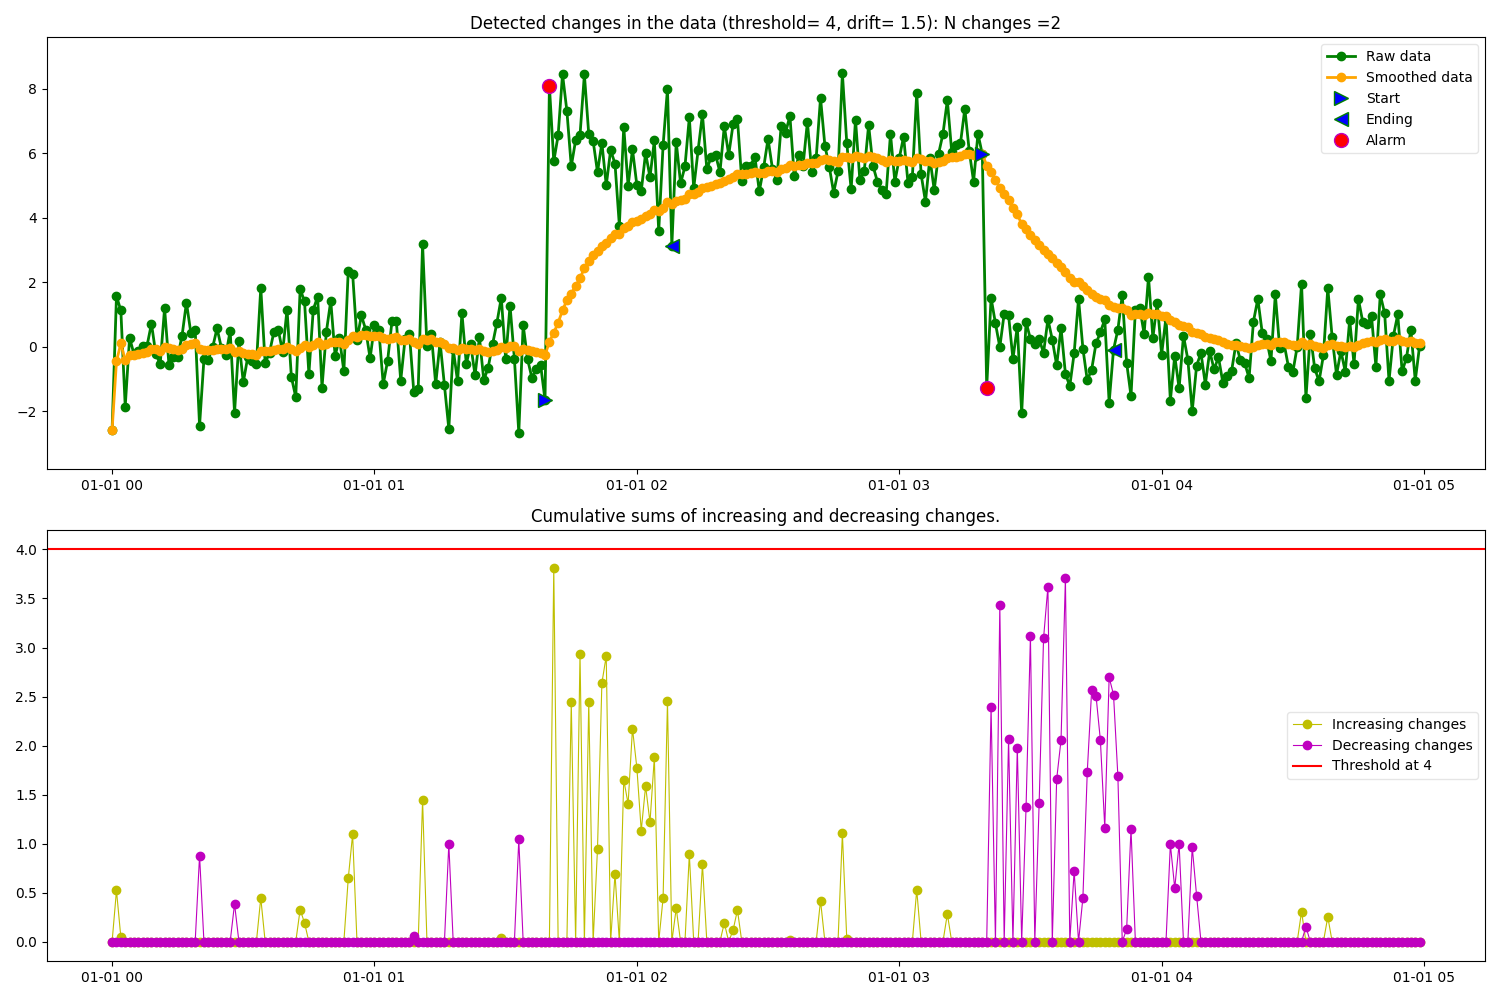 Detected changes in the data (threshold= 4, drift= 1.5): N changes =2
8
6
4
2
0
−2
Raw data
Smoothed data
Start
Ending
Alarm
01-01 00 01-01 01 01-01 02 01-01 03 01-01 04 01-01 05
Cumulative sums of increasing and decreasing changes.
4.0
3.5
3.0
2.5
2.0
1.5
1.0
0.5
0.0
Increasing changes
Decreasing changes
Threshold at 4
01-01 00 01-01 01 01-01 02 01-01 03 01-01 04 01-01 05